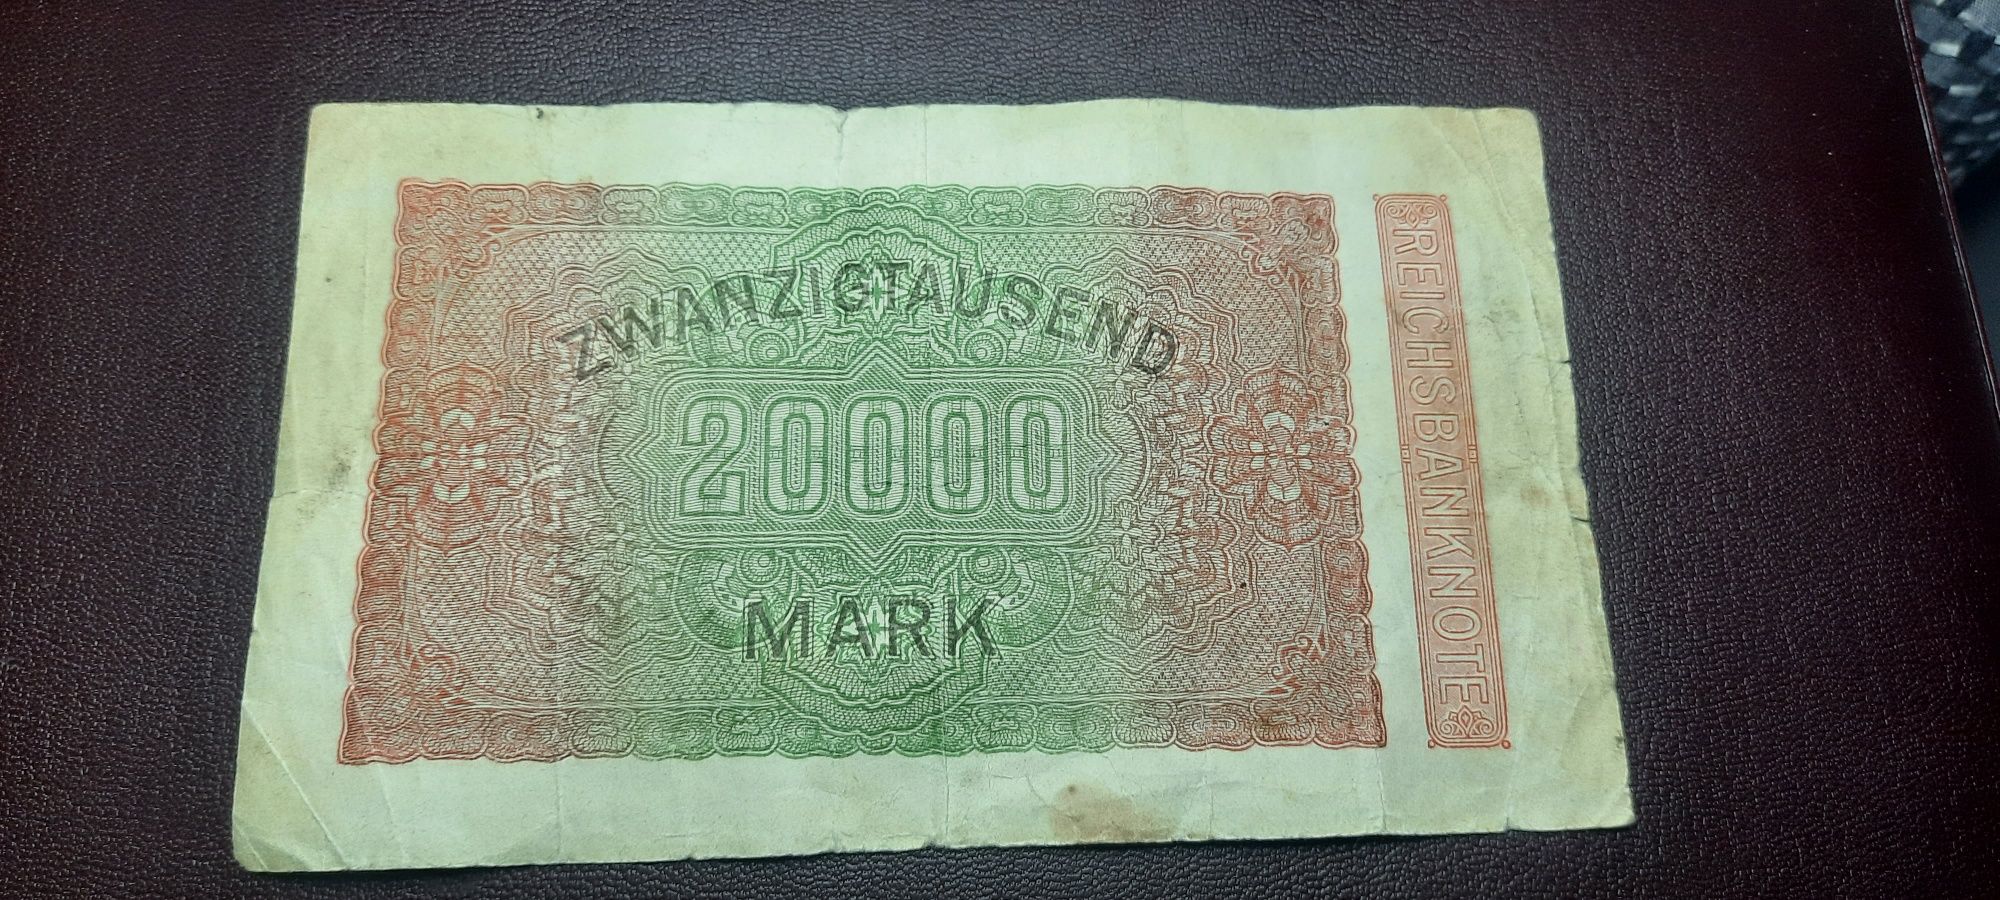 ZWANZIGTAUSEND
20000
MARK
REICHSBANKNOTE